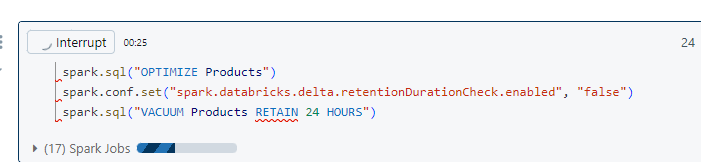 Interrupt 00:25 24
spark.sql("OPTIMIZE Products")
spark.conf.set("spark.databricks.delta.retentionDurationCheck.enabled", "false")
spark.sql("VACUUM Products RETAIN 24 HOURS")
(17) Spark Jobs